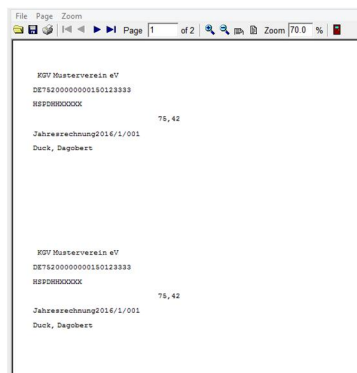 File Page Zoom
Page 1 of 2 Zoom 70.0 %
KGV Musterverein eV
DE75200000000150123333
HSPDHHXXXXX
75,42
Jahresrechnung2016/1/001
Duck, Dagobert
KGV Musterverein eV
DE75200000000150123333
HSPDHHXXXXX
75,42
Jahresrechnung2016/1/001
Duck, Dagobert